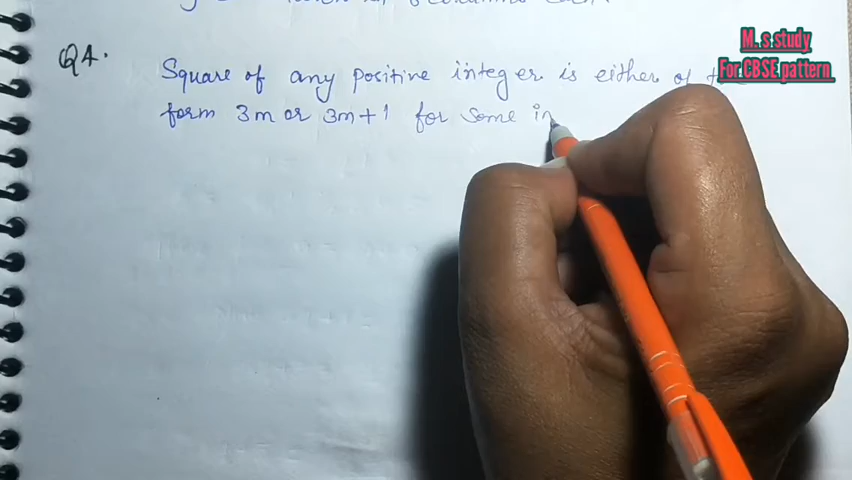 M. s study
For CBSE pattern
Q4.
Square of any positive integer is either of
form 3m or 3m+1 for some in